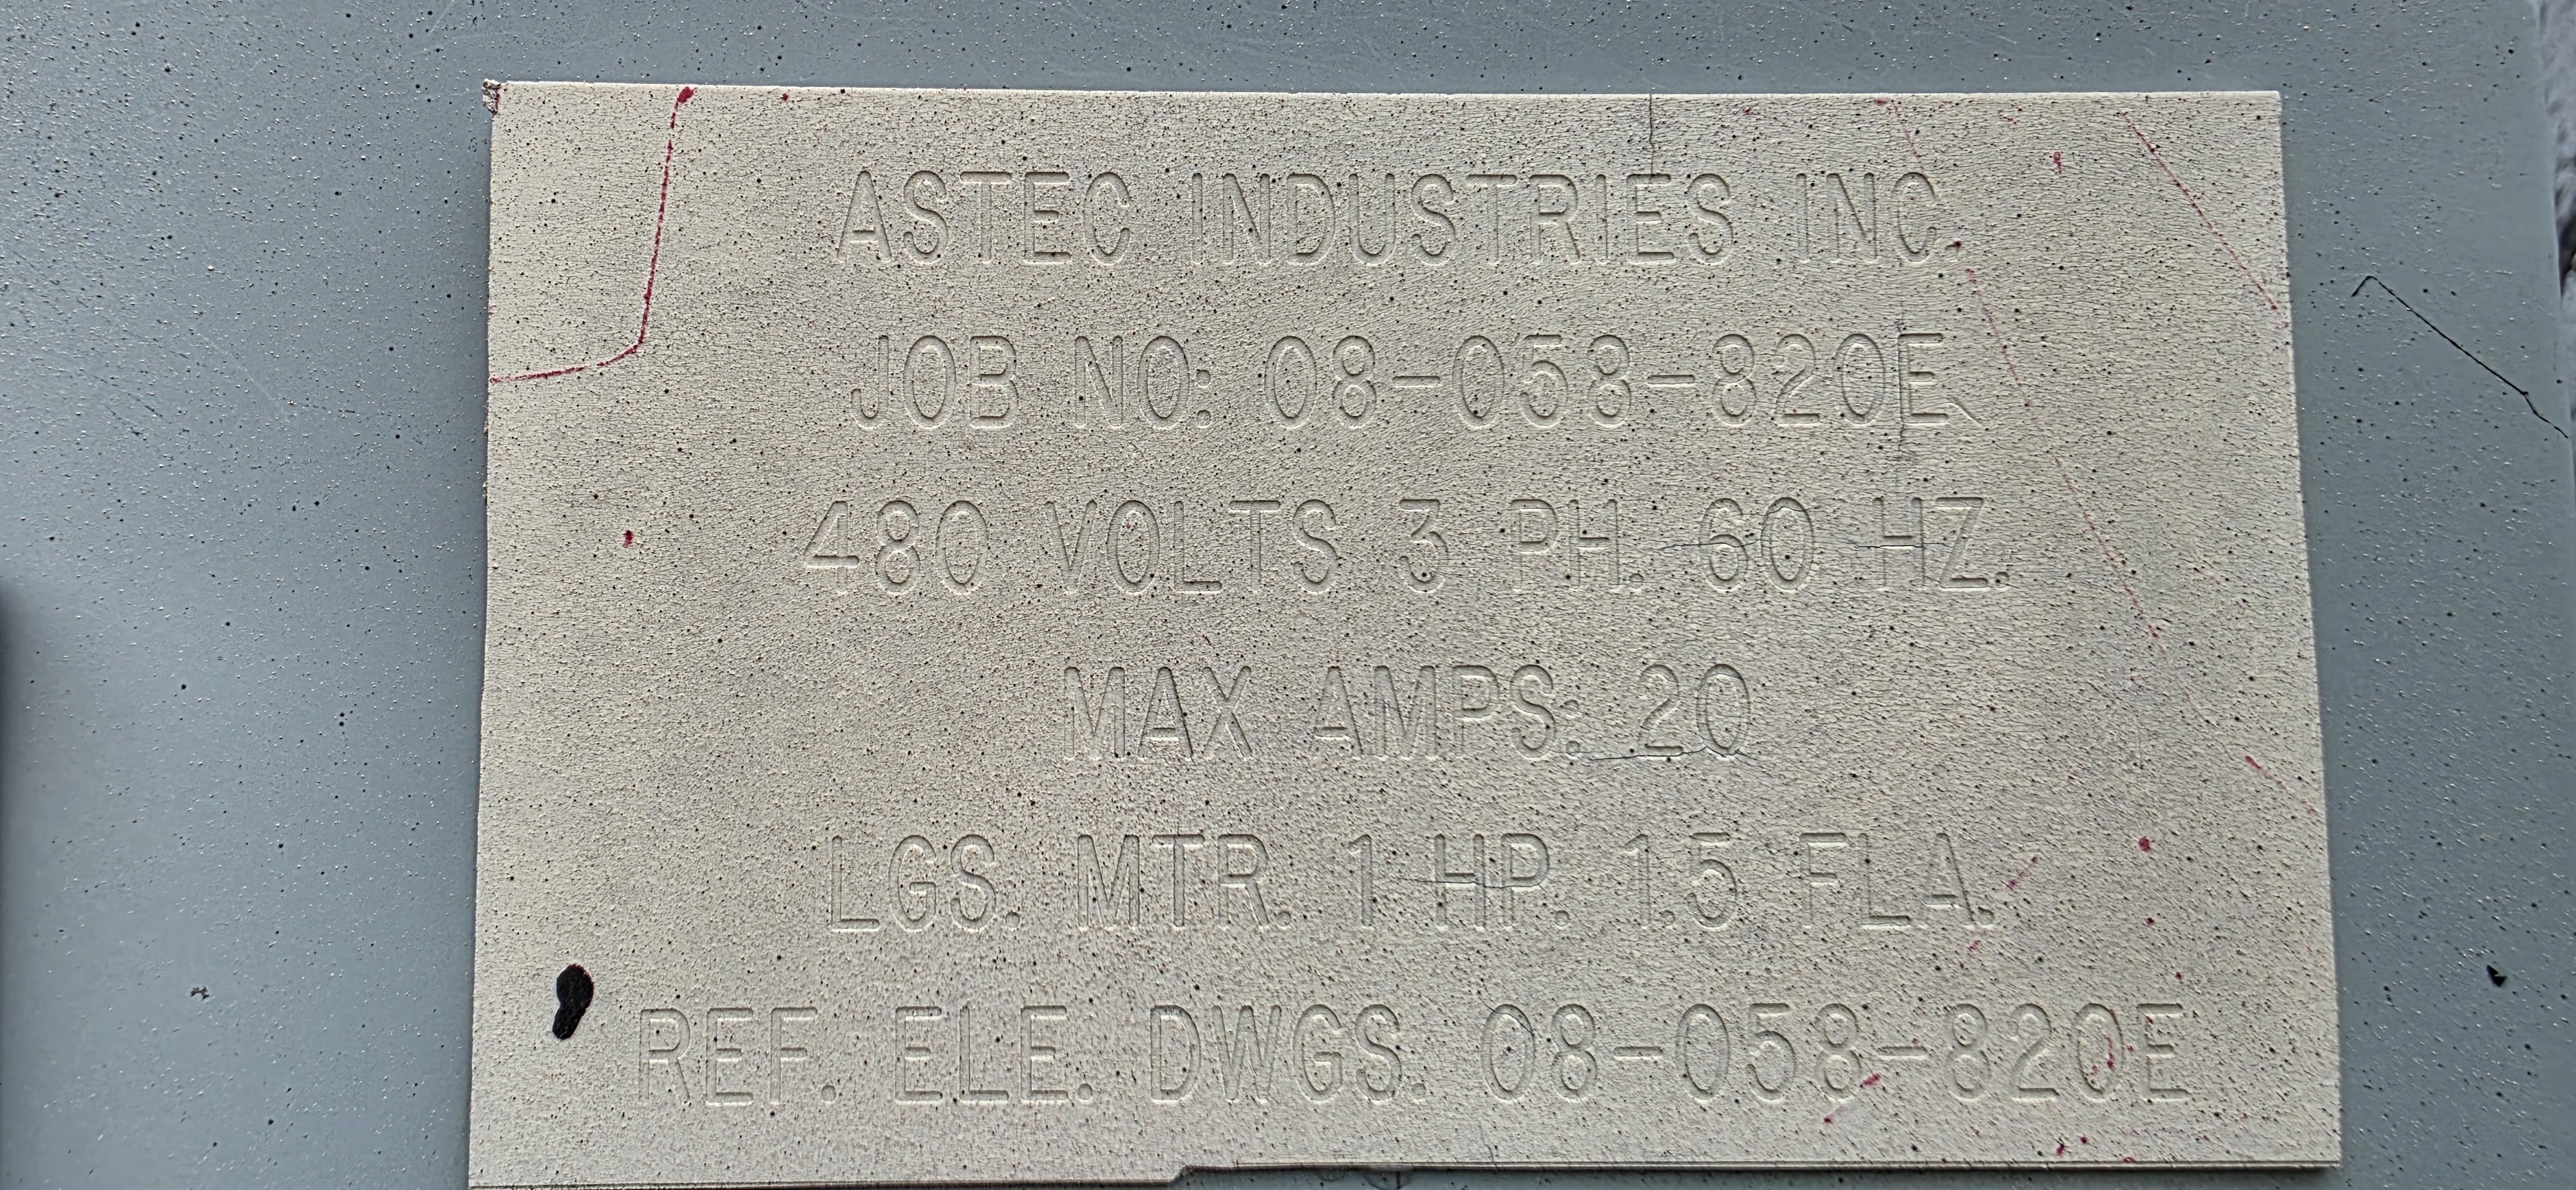 ASTEC INDUSTRIES INC.
JOB NO: 08-058-820E
480 VOLTS 3 PH. 60 HZ.
MAX AMPS: 20
LGS. MTR. 1 HP. 1.5 FLA.
REF. ELE. DWGS. 08-058-820E